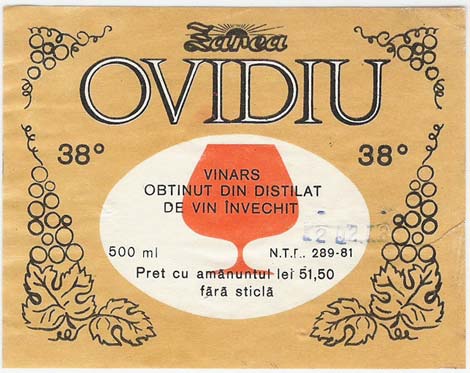 Zarea
OVIDIU
38° 38°
VINARS
OBTINUT DIN DISTILAT
DE VIN ÎNVECHIT
500 ml N.T.Г.. 289-81
Pret cu amănuntul lei 51,50
fără sticlă